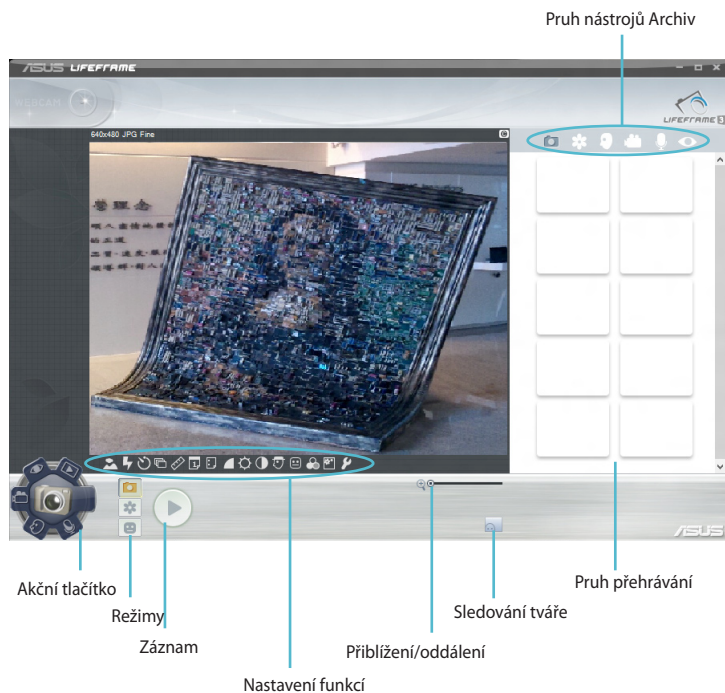 Pruh nástrojů Archiv
ASUS LIFEFRAME
WEBCAM
LIFEFRAME 3
640x480 JPG Fine
ASUS
Akční tlačítko
Režimy
Záznam
Nastavení funkcí
Přiblížení/oddálení
Sledování tváře
Pruh přehrávání